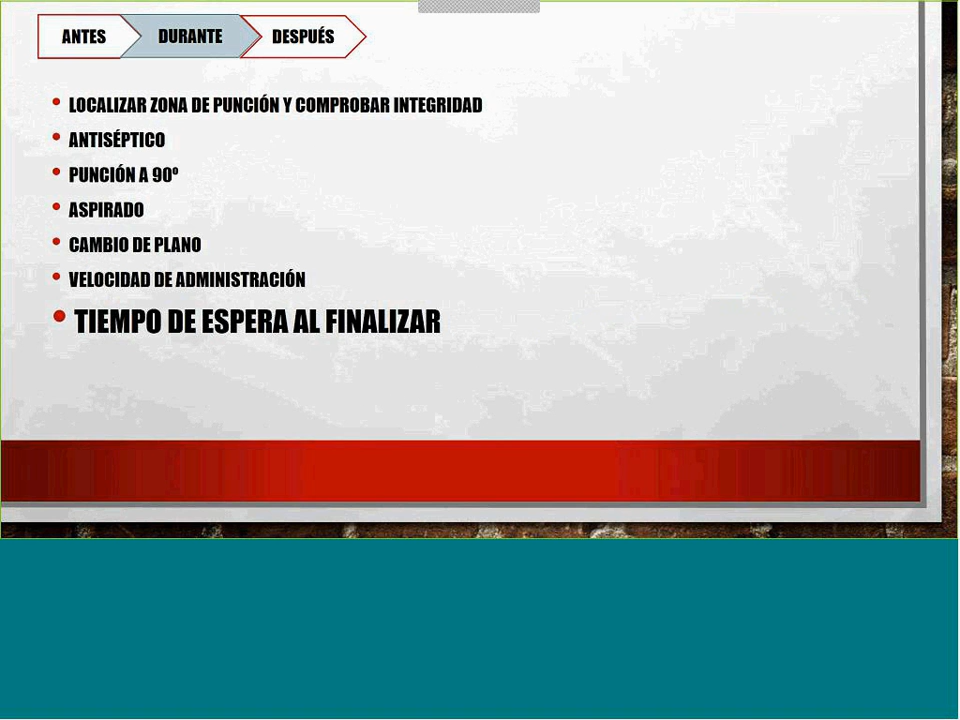 ANTES DURANTE DESPUÉS
• LOCALIZAR ZONA DE PUNCIÓN Y COMPROBAR INTEGRIDAD
• ANTISÉPTICO
• PUNCIÓN A 90º
• ASPIRADO
• CAMBIO DE PLANO
• VELOCIDAD DE ADMINISTRACIÓN
• TIEMPO DE ESPERA AL FINALIZAR